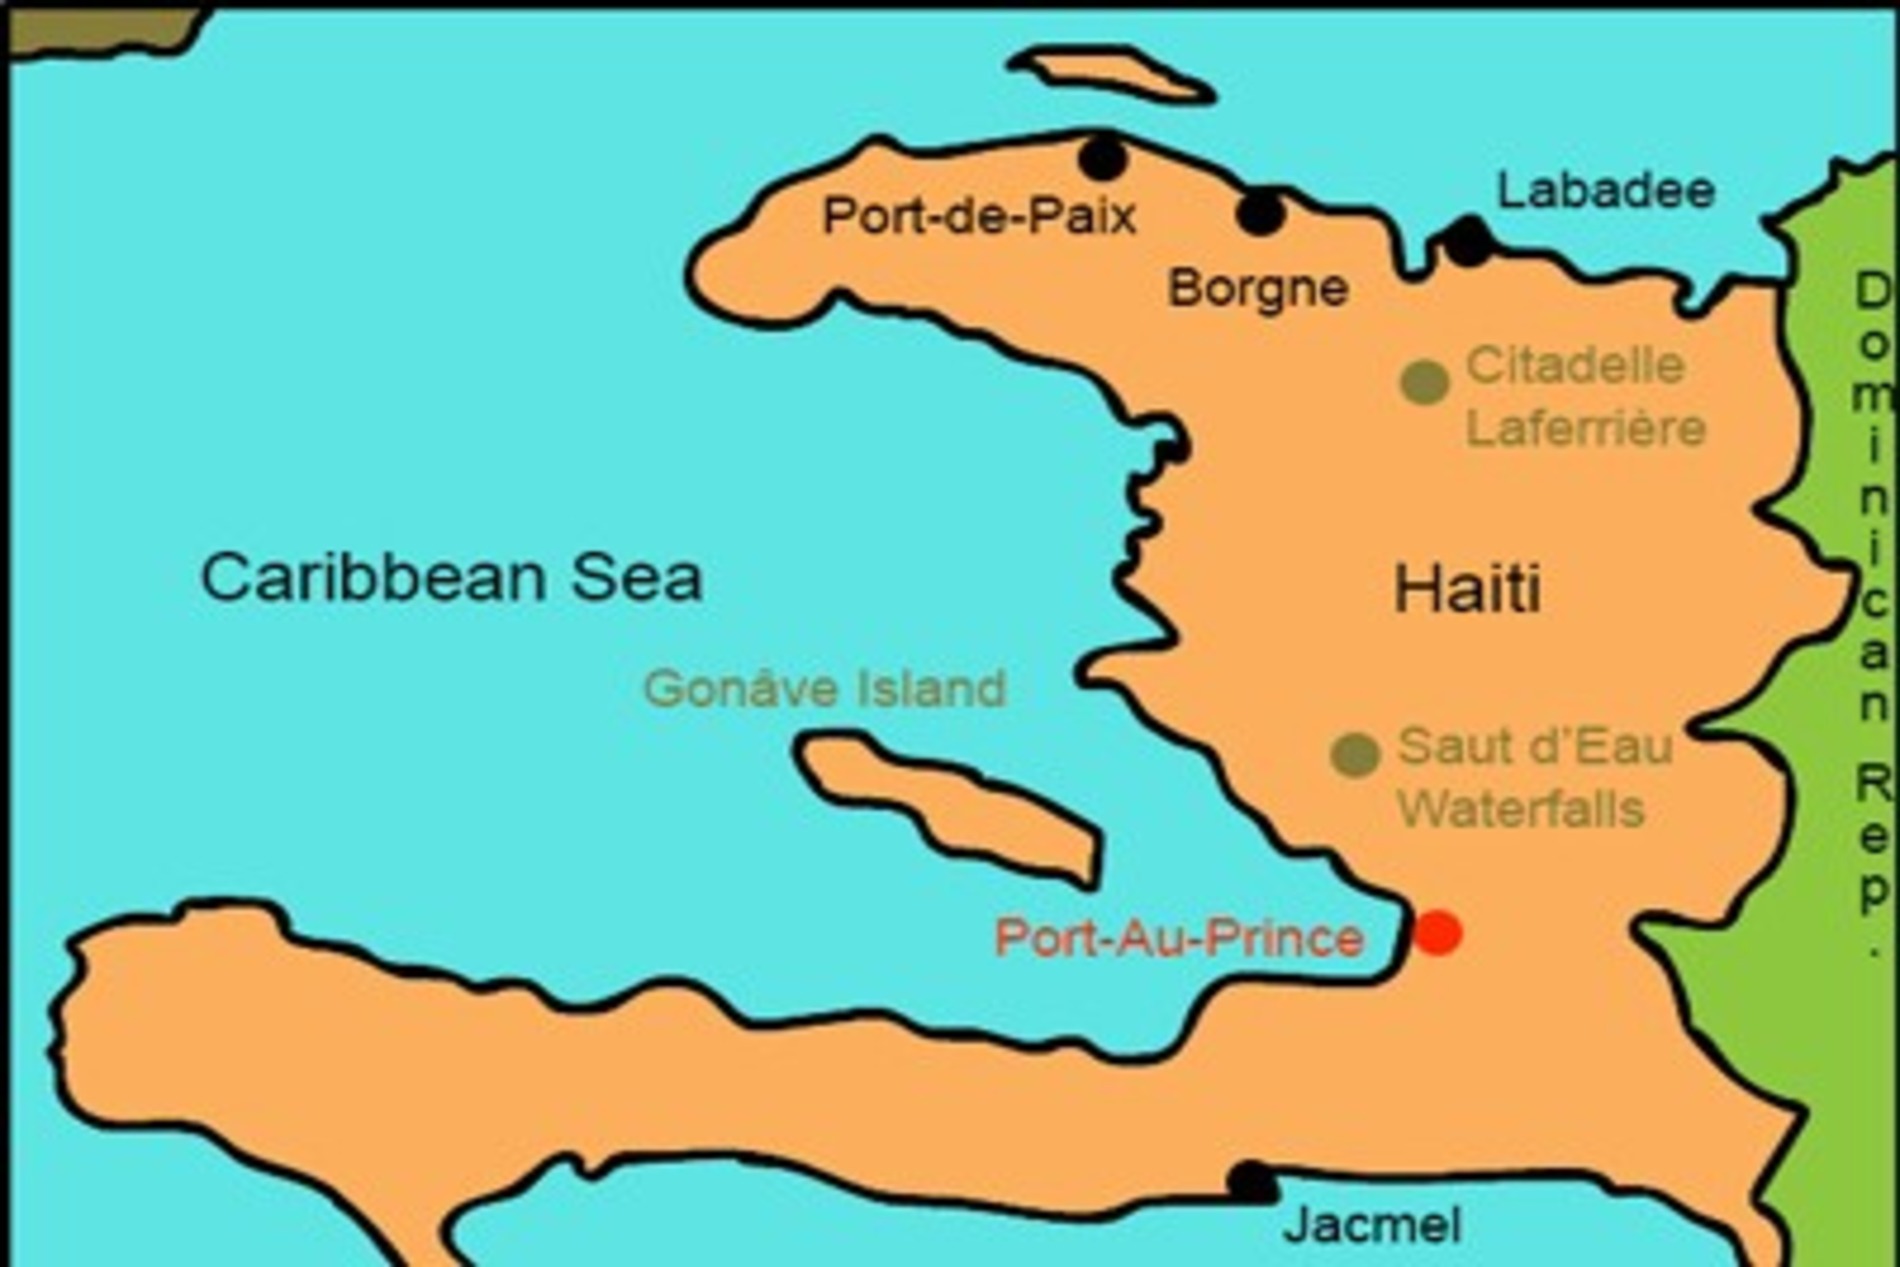 Labadee
Port-de-Paix
Borgne
Citadelle
Laferrière
Caribbean Sea
Haiti
Gonâve Island
Saut d'Eau
Waterfalls
Port-Au-Prince
Jacmel
Dominican Rep.